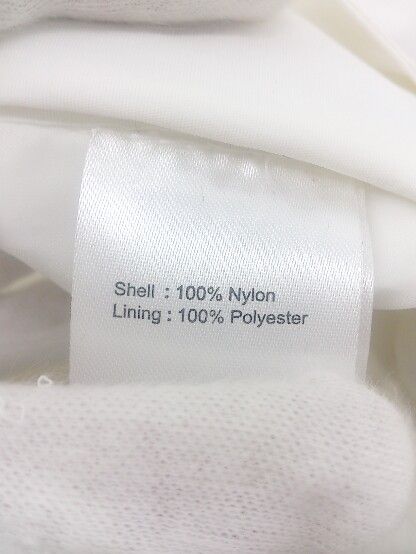 Shell : 100% Nylon
Lining : 100% Polyester